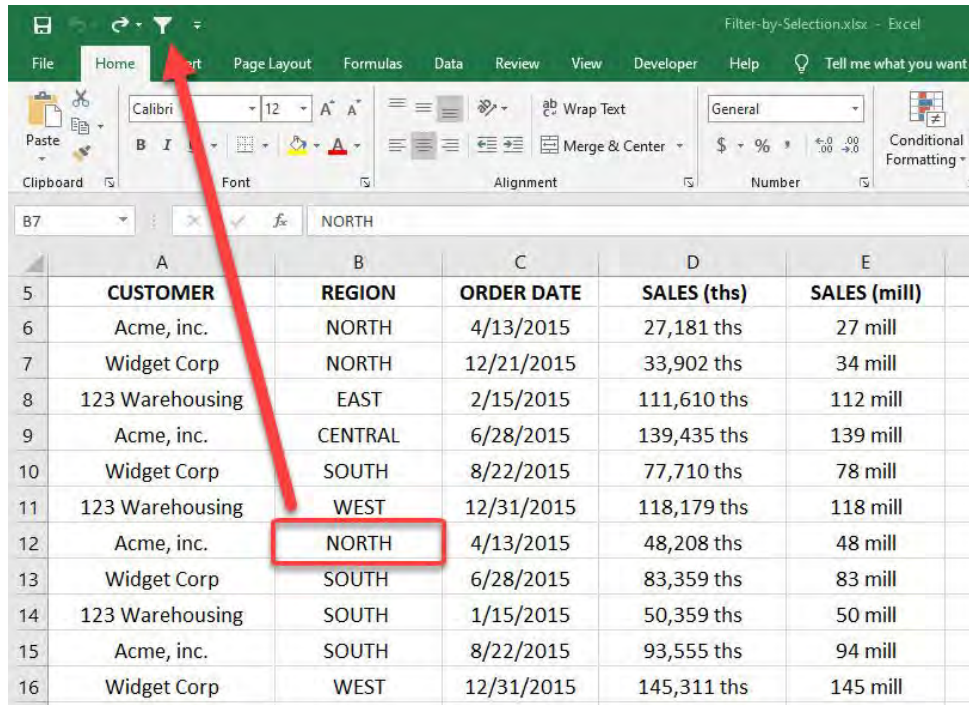 Filter-by-Selection.xlsx - Excel
File Home Page Layout Formulas Data Review View Developer Help Tell me what you want
Paste Calibri 12 A A ab Wrap Text General Conditional
B I Merge & Center $ % , .0 .00 .00 .0 Formatting
Clipboard Font Alignment Number
B7 fx NORTH
A B C D E
5 CUSTOMER REGION ORDER DATE SALES (ths) SALES (mill)
6 Acme, inc. NORTH 4/13/2015 27,181 ths 27 mill
7 Widget Corp NORTH 12/21/2015 33,902 ths 34 mill
8 123 Warehousing EAST 2/15/2015 111,610 ths 112 mill
9 Acme, inc. CENTRAL 6/28/2015 139,435 ths 139 mill
10 Widget Corp SOUTH 8/22/2015 77,710 ths 78 mill
11 123 Warehousing WEST 12/31/2015 118,179 ths 118 mill
12 Acme, inc. NORTH 4/13/2015 48,208 ths 48 mill
13 Widget Corp SOUTH 6/28/2015 83,359 ths 83 mill
14 123 Warehousing SOUTH 1/15/2015 50,359 ths 50 mill
15 Acme, inc. SOUTH 8/22/2015 93,555 ths 94 mill
16 Widget Corp WEST 12/31/2015 145,311 ths 145 mill